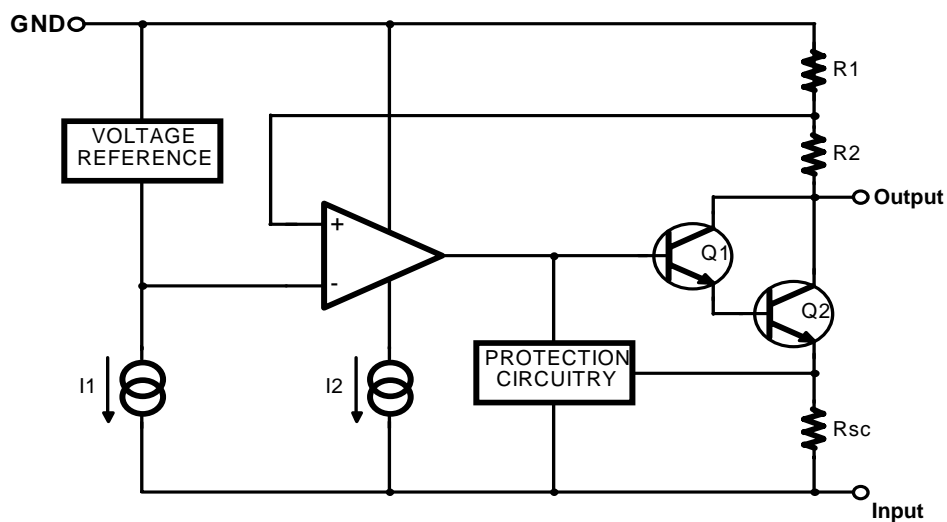 GND
R1
VOLTAGE
REFERENCE
R2
Output
+
Q1
-
Q2
PROTECTION
CIRCUITRY
I1
I2
Rsc
Input